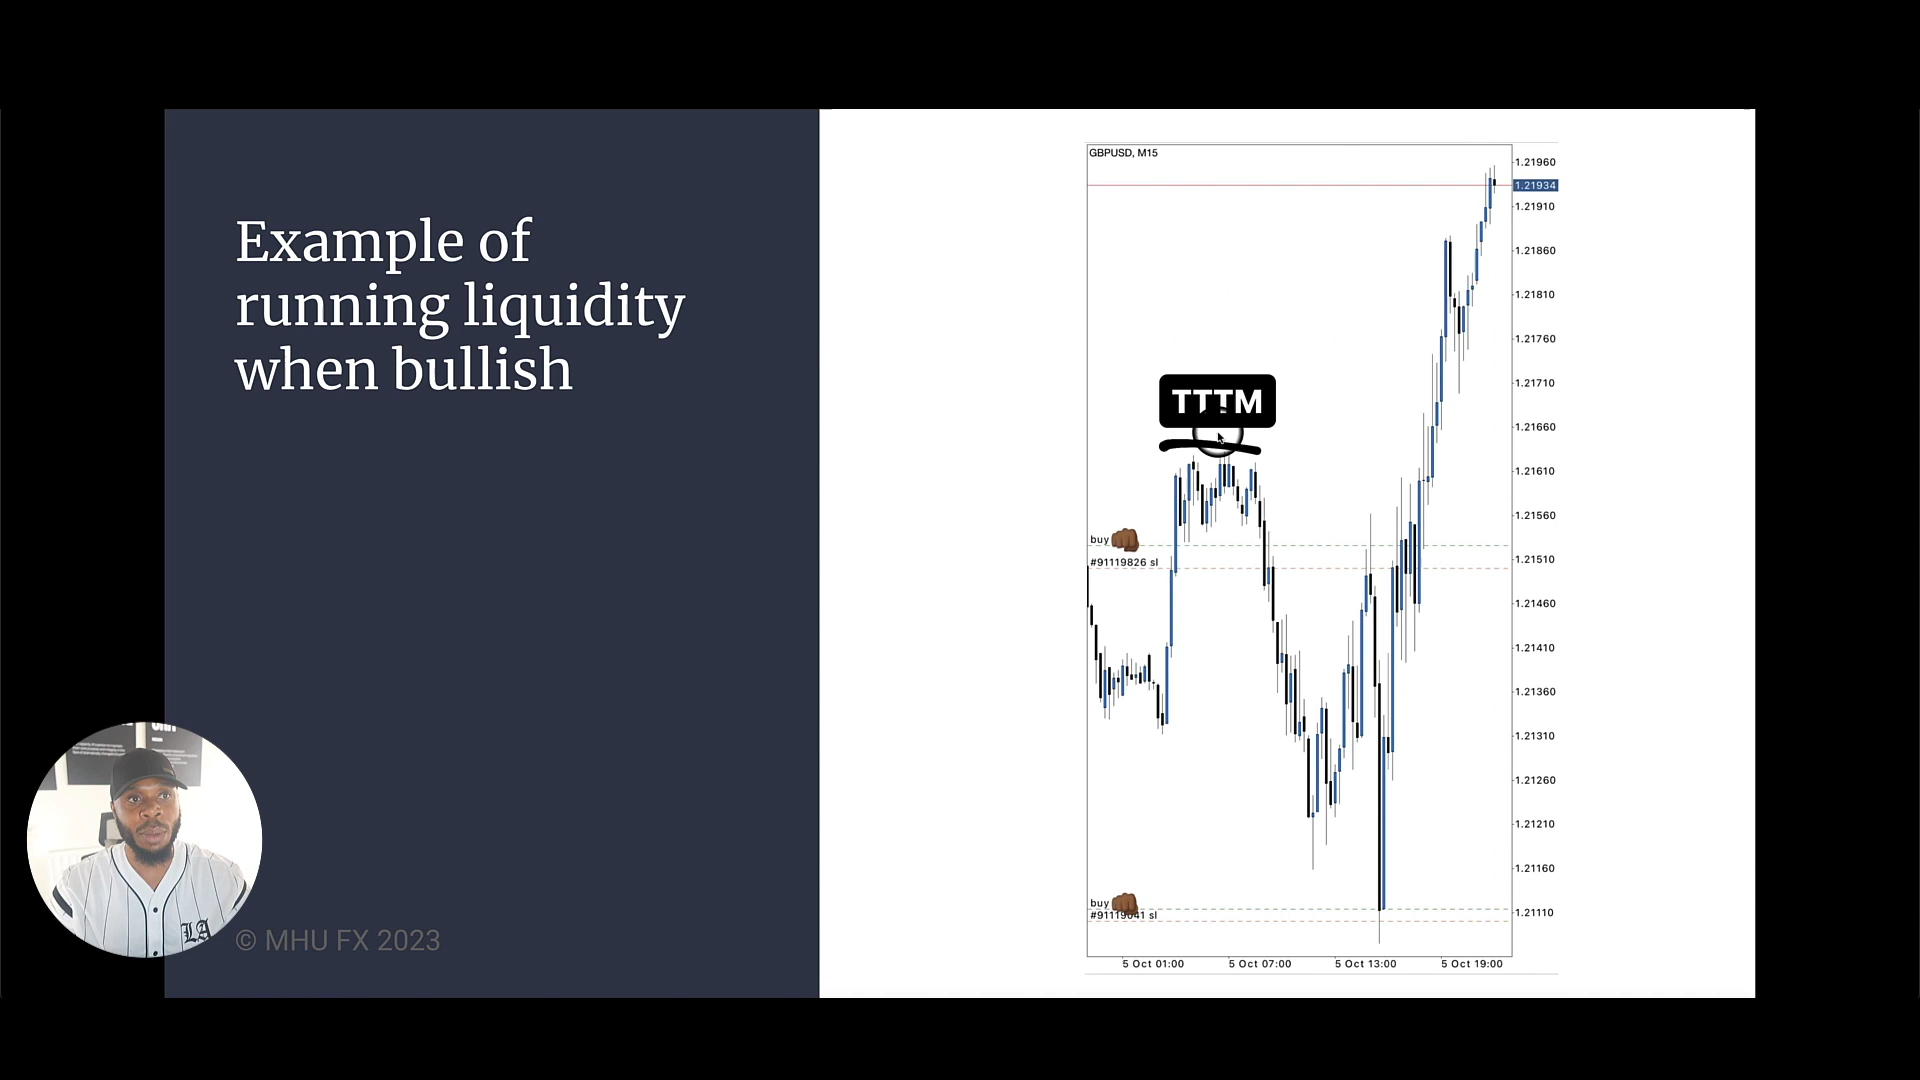 Example of
running liquidity
when bullish
© MHU FX 2023
GBPUSD, M15
TTTM
buy
#91119826 sl
buy
#91119041 sl
1.21960
1.21934
1.21910
1.21860
1.21810
1.21760
1.21710
1.21660
1.21610
1.21560
1.21510
1.21460
1.21410
1.21360
1.21310
1.21260
1.21210
1.21160
1.21110
5 Oct 01:00 5 Oct 07:00 5 Oct 13:00 5 Oct 19:00
LA